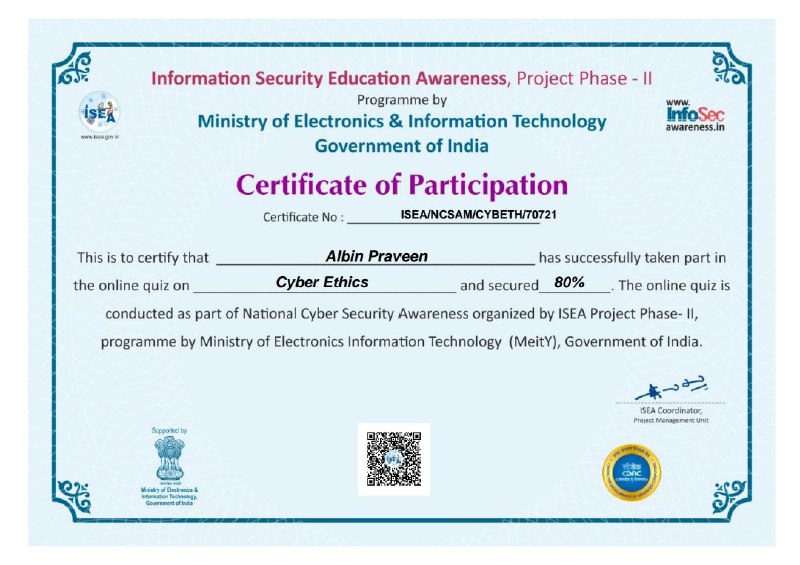 Information Security Education Awareness, Project Phase - II
Programme by
Ministry of Electronics & Information Technology
Government of India
ISEA
www.isea.gov.in
www.
InfoSec
awareness.in
Certificate of Participation
Certificate No : ISEA/NCSAM/CYBETH/70721
This is to certify that Albin Praveen has successfully taken part in
the online quiz on Cyber Ethics and secured 80%. The online quiz is
conducted as part of National Cyber Security Awareness organized by ISEA Project Phase- II,
programme by Ministry of Electronics Information Technology (MeitY), Government of India.
ISEA Coordinator,
Project Management Unit
Supported by
Ministry of Electronics &
Information Technology,
Government of India
ISEA
सीडैक
CDAC